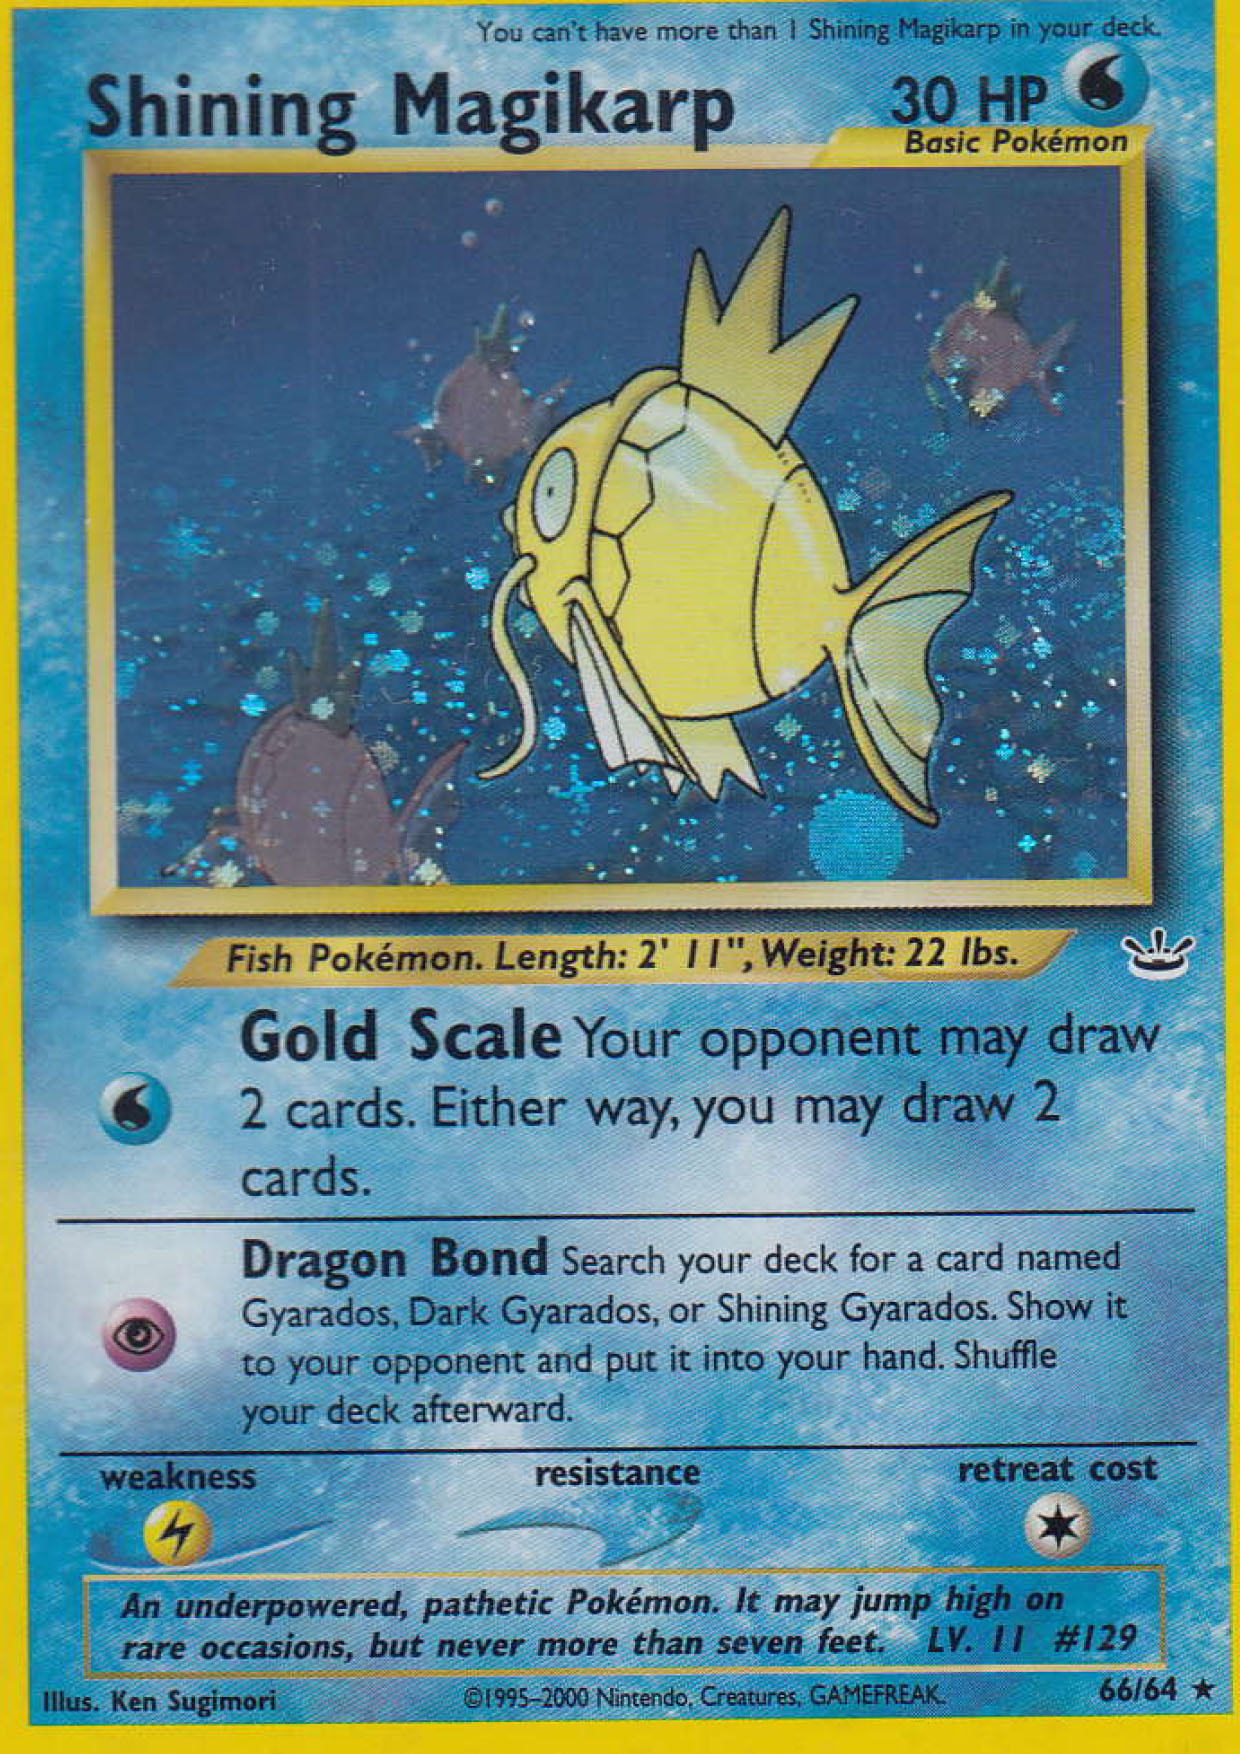 You can't have more than 1 Shining Magikarp in your deck.
Shining Magikarp 30 HP
Basic Pokémon
Fish Pokémon. Length: 2' 11", Weight: 22 lbs.
Gold Scale Your opponent may draw
2 cards. Either way, you may draw 2
cards.
Dragon Bond Search your deck for a card named
Gyarados, Dark Gyarados, or Shining Gyarados. Show it
to your opponent and put it into your hand. Shuffle
your deck afterward.
weakness resistance retreat cost
An underpowered, pathetic Pokémon. It may jump high on
rare occasions, but never more than seven feet. LV. 11 #129
Illus. Ken Sugimori ©1995–2000 Nintendo, Creatures, GAMEFREAK. 66/64 ★